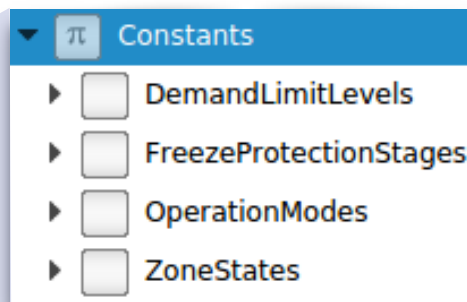 π Constants
DemandLimitLevels
FreezeProtectionStages
OperationModes
ZoneStates